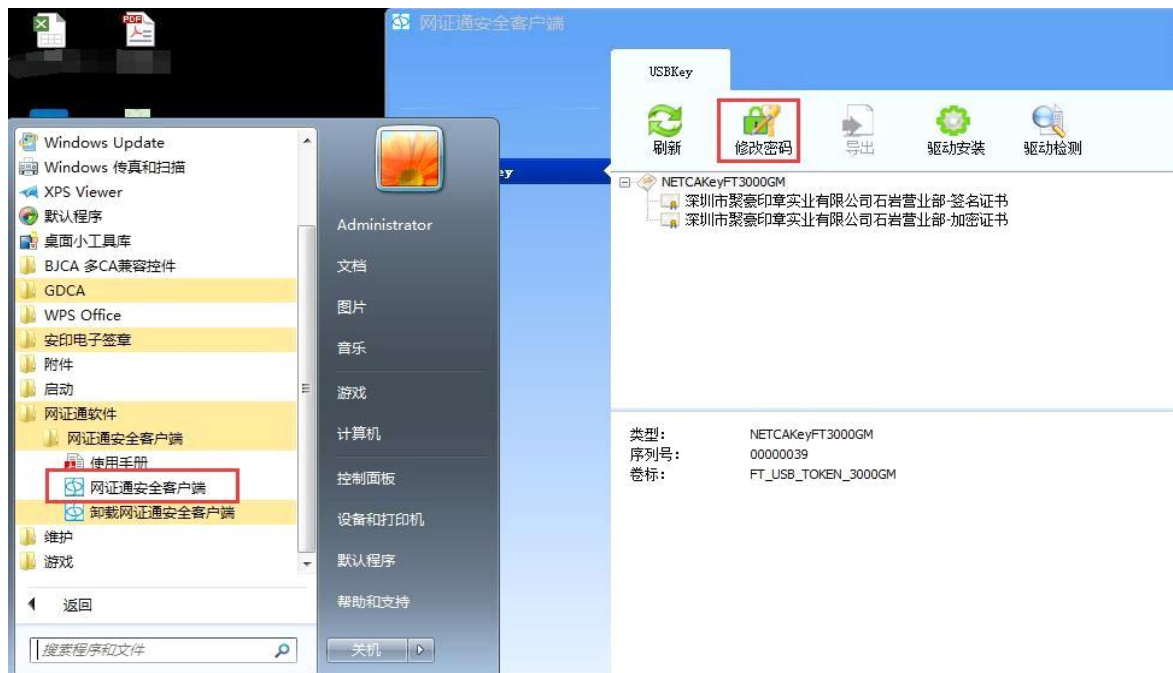 网证通安全客户端
Windows Update
Windows 传真和扫描
XPS Viewer
默认程序
桌面小工具库
BJCA 多CA兼容控件
GDCA
WPS Office
安印电子签章
附件
启动
网证通软件
网证通安全客户端
使用手册
网证通安全客户端
卸载网证通安全客户端
维护
游戏
返回
搜索程序和文件
Administrator
文档
图片
音乐
游戏
计算机
控制面板
设备和打印机
默认程序
帮助和支持
关机
ey
USBKey
刷新 修改密码 导出 驱动安装 驱动检测
NETCAKeyFT3000GM
深圳市聚豪印章实业有限公司石岩营业部-签名证书
深圳市聚豪印章实业有限公司石岩营业部-加密证书
类型: NETCAKeyFT3000GM
序列号: 00000039
卷标: FT_USB_TOKEN_3000GM